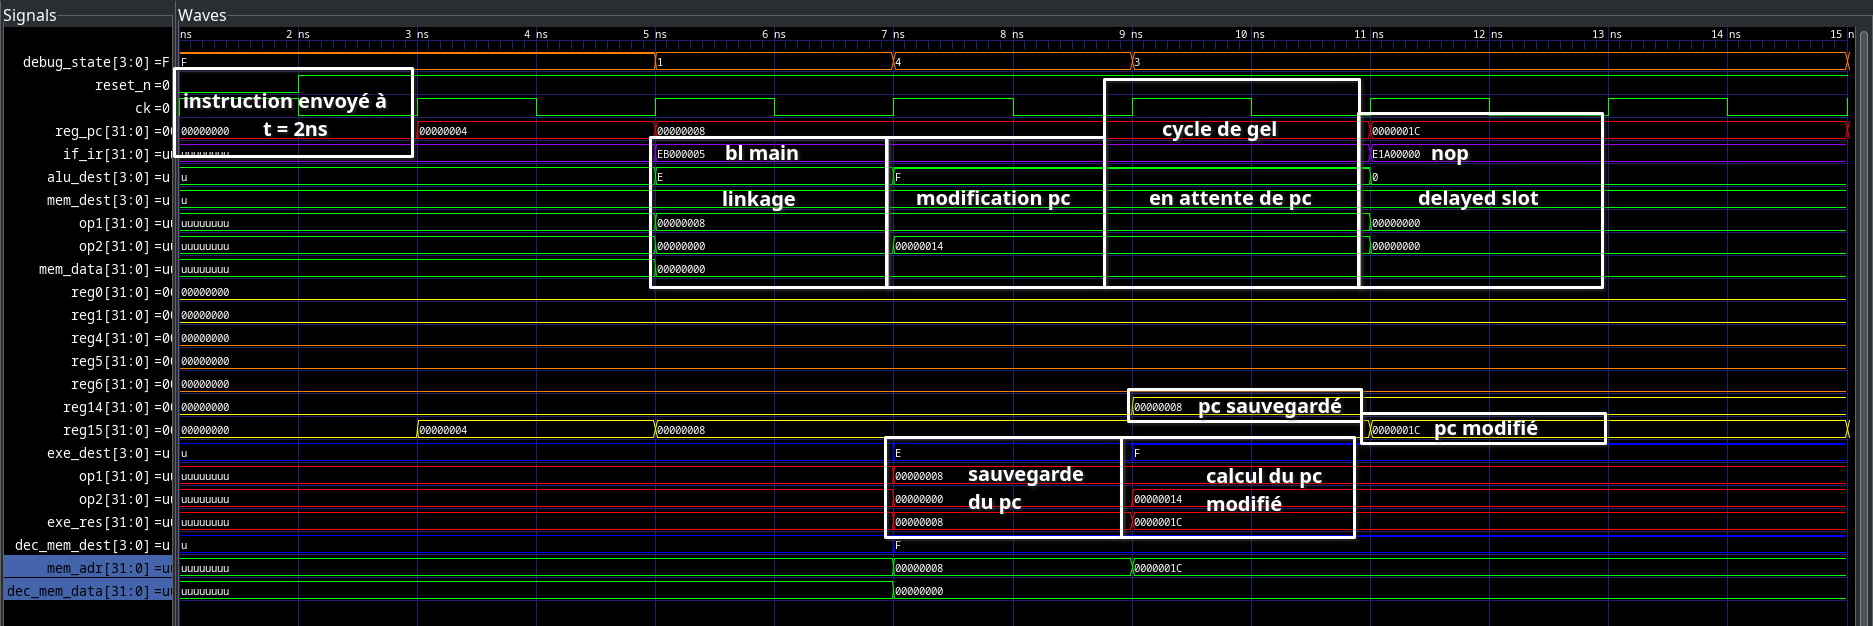 Signals Waves
ns 2 ns 3 ns 4 ns 5 ns 6 ns 7 ns 8 ns 9 ns 10 ns 11 ns 12 ns 13 ns 14 ns 15 n
debug_state[3:0] =F F 1 4 3
reset_n=0
instruction envoyé à
ck =0
reg_pc[31:0] =00 00000000 t = 2ns 00000004 00000008 cycle de gel 0000001C
if_ir[31:0] =uu uuuuuuuu EB000005 bl main E1A00000 nop
alu_dest[3:0] =u u E F 0
mem_dest[3:0] =u u linkage modification pc en attente de pc delayed slot
op1[31:0] =uu uuuuuuuu 00000008 00000000
op2[31:0] =uu uuuuuuuu 00000000 00000014 00000000
mem_data[31:0] =uu uuuuuuuu 00000000
reg0[31:0] =00 00000000
reg1[31:0] =00 00000000
reg4[31:0] =00 00000000
reg5[31:0] =00 00000000
reg6[31:0] =00 00000000
reg14[31:0] =00 00000000 00000008 pc sauvegardé
reg15[31:0] =00 00000000 00000004 00000008 0000001C pc modifié
exe_dest[3:0] =u u E F
op1[31:0] =uu uuuuuuuu 00000008 sauvegarde calcul du pc
op2[31:0] =uu uuuuuuuu 00000000 du pc 00000014 modifié
exe_res[31:0] =uu uuuuuuuu 00000008 0000001C
dec_mem_dest[3:0] =u u F
mem_adr[31:0] =uu uuuuuuuu 00000008 0000001C
dec_mem_data[31:0] =uu uuuuuuuu 00000000